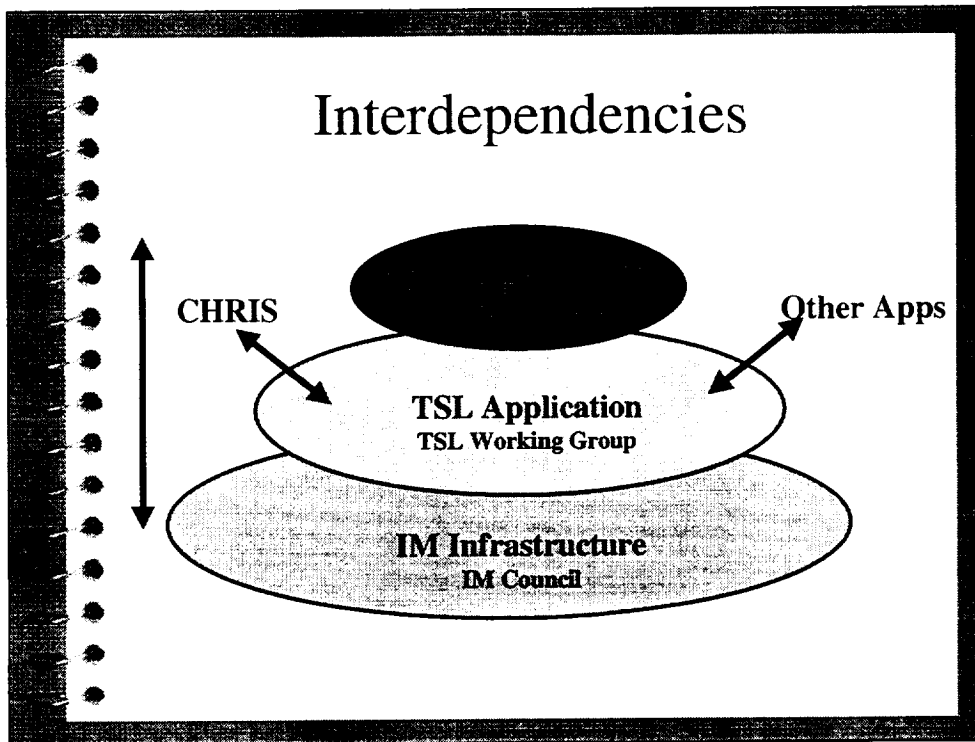 Interdependencies
CHRIS
Other Apps
TSL Application
TSL Working Group
IM Infrastructure
IM Council